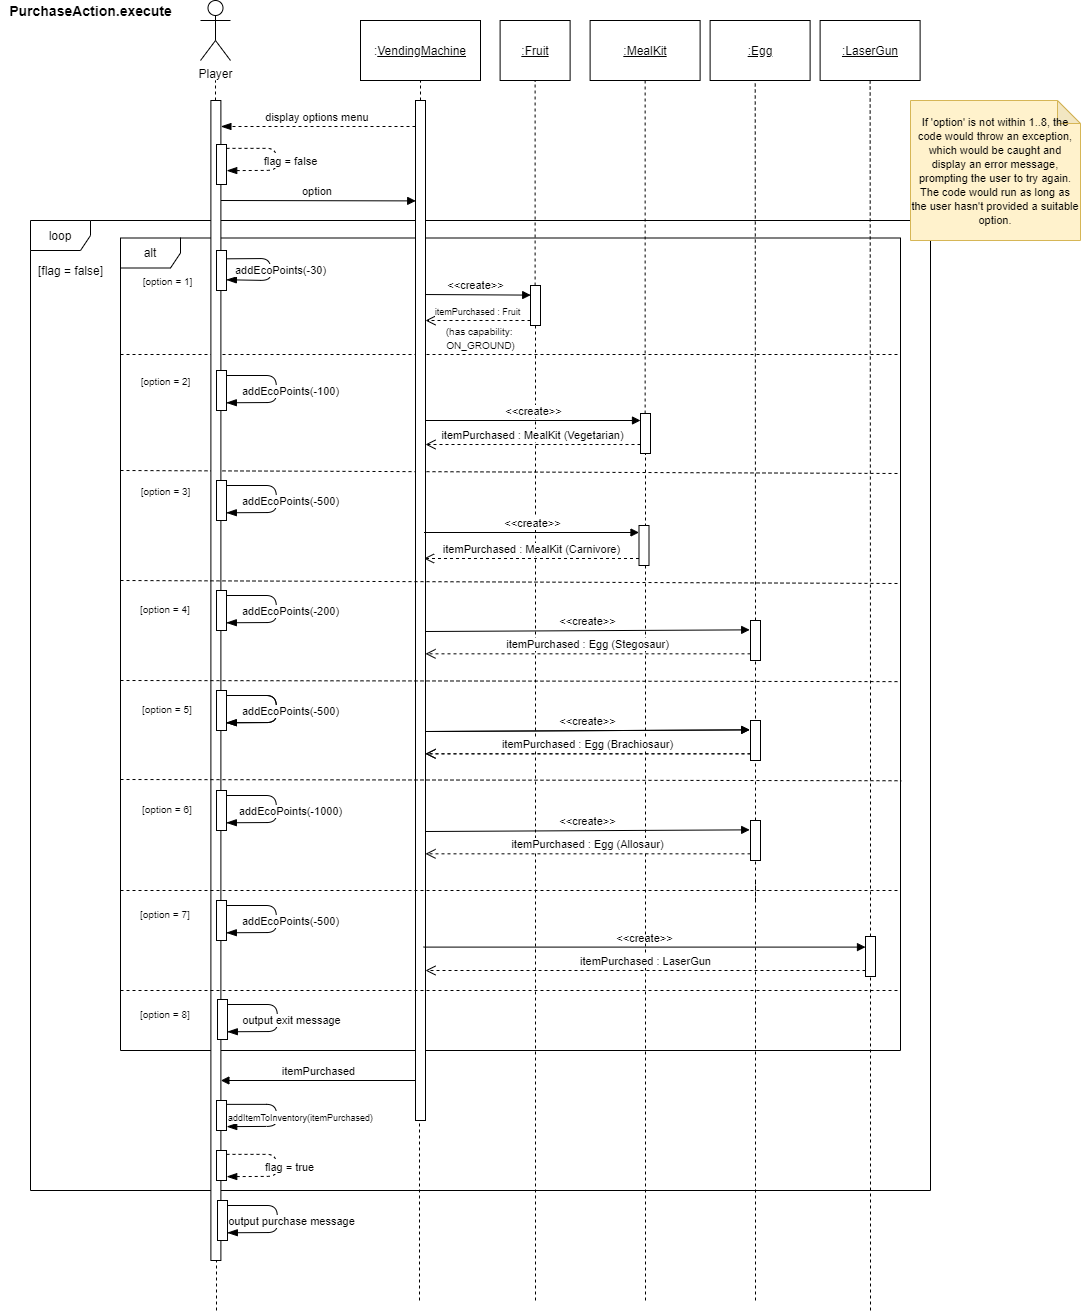 PurchaseAction.execute
Player
:VendingMachine
:Fruit
:MealKit
:Egg
:LaserGun
If 'option' is not within 1..8, the
code would throw an exception,
which would be caught and
display an error message,
prompting the user to try again.
The code would run as long as
the user hasn't provided a suitable
option.
display options menu
flag = false
option
loop
[flag = false]
alt
[option = 1]
addEcoPoints(-30)
<<create>>
itemPurchased : Fruit
(has capability:
ON_GROUND)
[option = 2]
addEcoPoints(-100)
<<create>>
itemPurchased : MealKit (Vegetarian)
[option = 3]
addEcoPoints(-500)
<<create>>
itemPurchased : MealKit (Carnivore)
[option = 4]
addEcoPoints(-200)
<<create>>
itemPurchased : Egg (Stegosaur)
[option = 5]
addEcoPoints(-500)
<<create>>
itemPurchased : Egg (Brachiosaur)
[option = 6]
addEcoPoints(-1000)
<<create>>
itemPurchased : Egg (Allosaur)
[option = 7]
addEcoPoints(-500)
<<create>>
itemPurchased : LaserGun
[option = 8]
output exit message
itemPurchased
addItemToInventory(itemPurchased)
flag = true
output purchase message